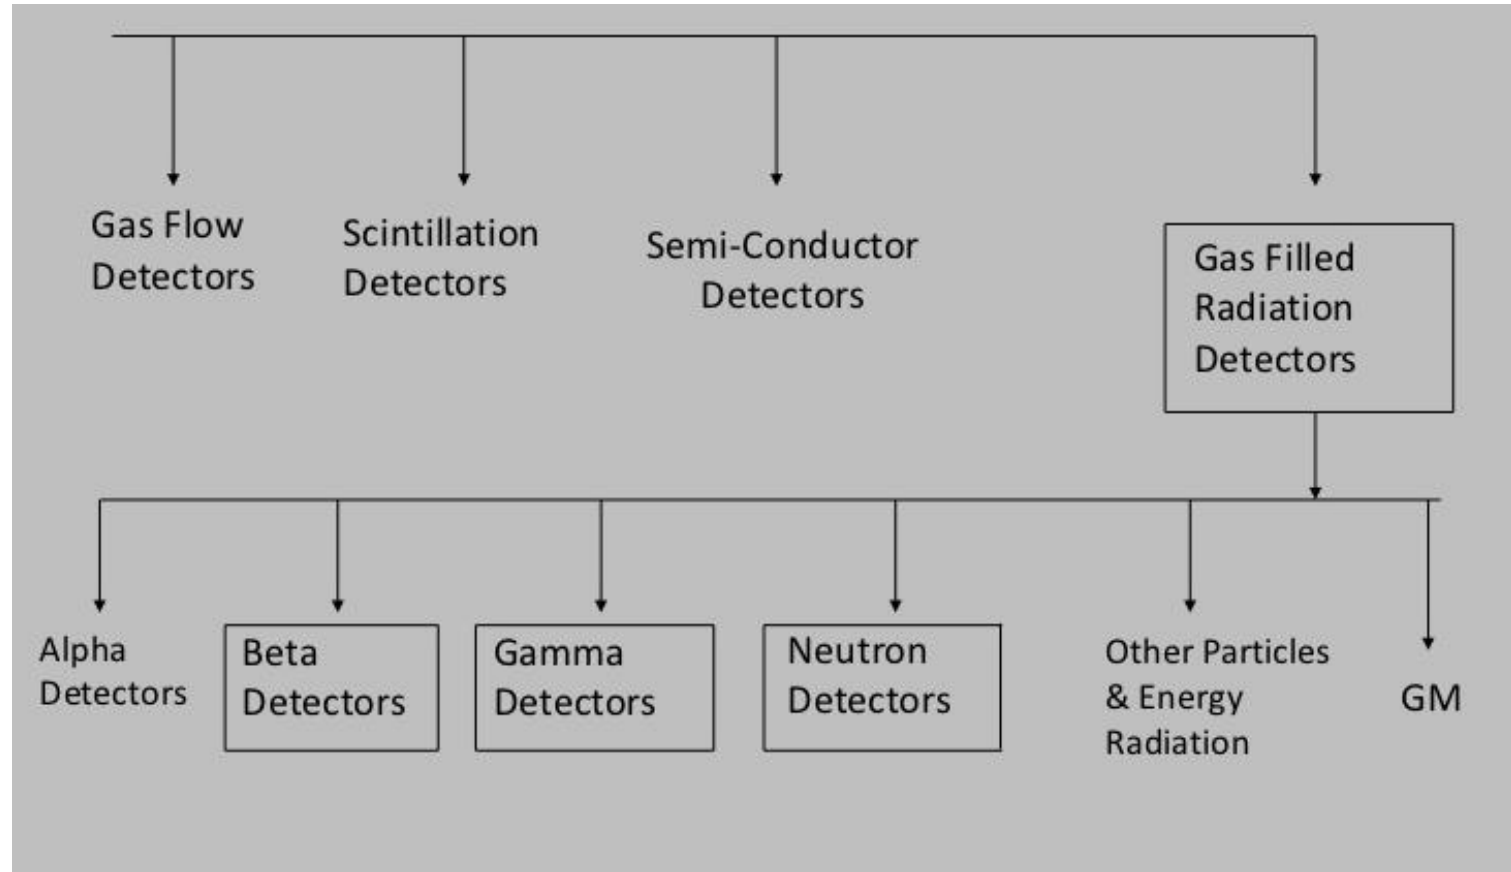 Gas Flow
Detectors
Scintillation
Detectors
Semi-Conductor
Detectors
Gas Filled
Radiation
Detectors
Alpha
Detectors
Beta
Detectors
Gamma
Detectors
Neutron
Detectors
Other Particles
& Energy
Radiation
GM